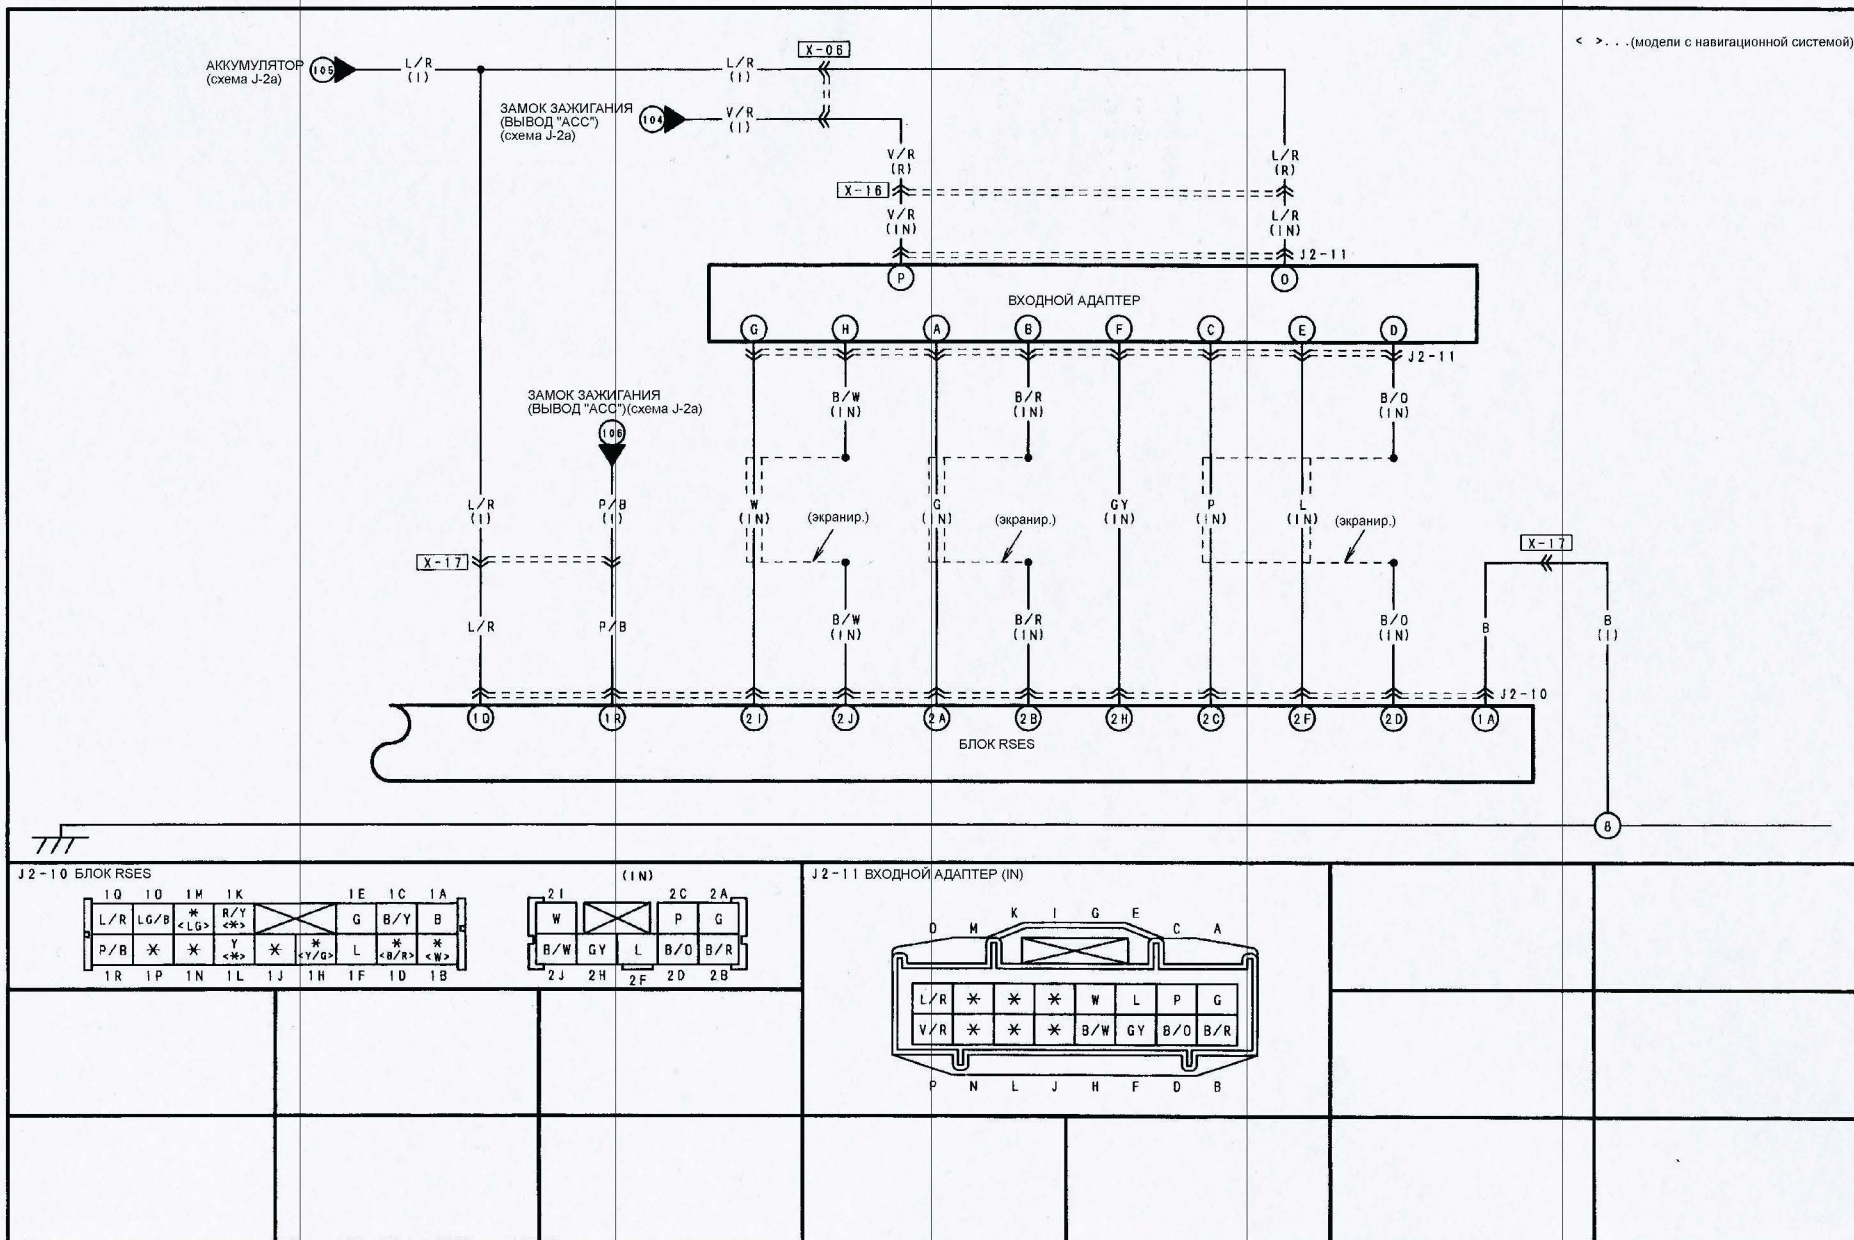 < >...(модели с навигационной системой)
X-06
АККУМУЛЯТОР
(схема J-2a)
105
L/R
(I)
L/R
(I)
ЗАМОК ЗАЖИГАНИЯ
(ВЫВОД "АСС")
(схема J-2a)
104
V/R
(I)
V/R
(R)
L/R
(R)
X-16
V/R
(IN)
L/R
(IN)
J2-11
P
O
ВХОДНОЙ АДАПТЕР
G H A B F C E D
J2-11
ЗАМОК ЗАЖИГАНИЯ
(ВЫВОД "АСС")(схема J-2a)
106
B/W
(IN)
B/R
(IN)
B/O
(IN)
L/R
(I)
P/B
(I)
W
(IN)
(экранир.)
G
(IN)
(экранир.)
GY
(IN)
P
(IN)
L
(IN)
(экранир.)
X-17
X-17
L/R
P/B
B/W
(IN)
B/R
(IN)
B/O
(IN)
B
B
(I)
J2-10
1Q 1R 2I 2J 2A 2B 2H 2C 2F 2D 1A
БЛОК RSES
8
J2-10 БЛОК RSES
1Q 1O 1M 1K 1E 1C 1A
L/R LG/B * <LG> R/Y <*> G B/Y B
P/B * * Y <*> * * <Y/G> L * <B/R> * <W>
1R 1P 1N 1L 1J 1H 1F 1D 1B
(IN)
2I 2C 2A
W P G
B/W GY L B/O B/R
2J 2H 2F 2D 2B
J2-11 ВХОДНОЙ АДАПТЕР (IN)
O M K I G E C A
L/R * * * W L P G
V/R * * * B/W GY B/O B/R
P N L J H F D B